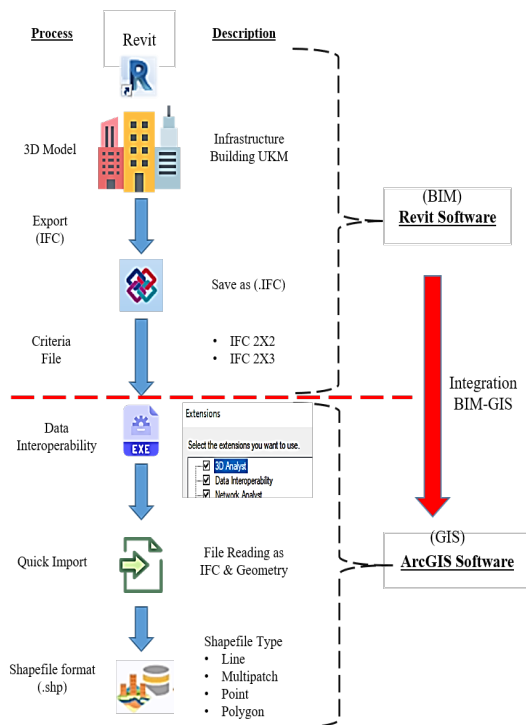 Process
Revit
Description
R
3D Model
Infrastructure
Building UKM
(BIM)
Revit Software
Export
(IFC)
Save as (.IFC)
Criteria
File
• IFC 2X2
• IFC 2X3
Integration
BIM-GIS
Data
Interoperability
EXE
Extensions
Select the extensions you want to use.
3D Analyst
Data Interoperability
Network Analyst
(GIS)
ArcGIS Software
Quick Import
File Reading as
IFC & Geometry
Shapefile format
(.shp)
Shapefile Type
• Line
• Multipatch
• Point
• Polygon